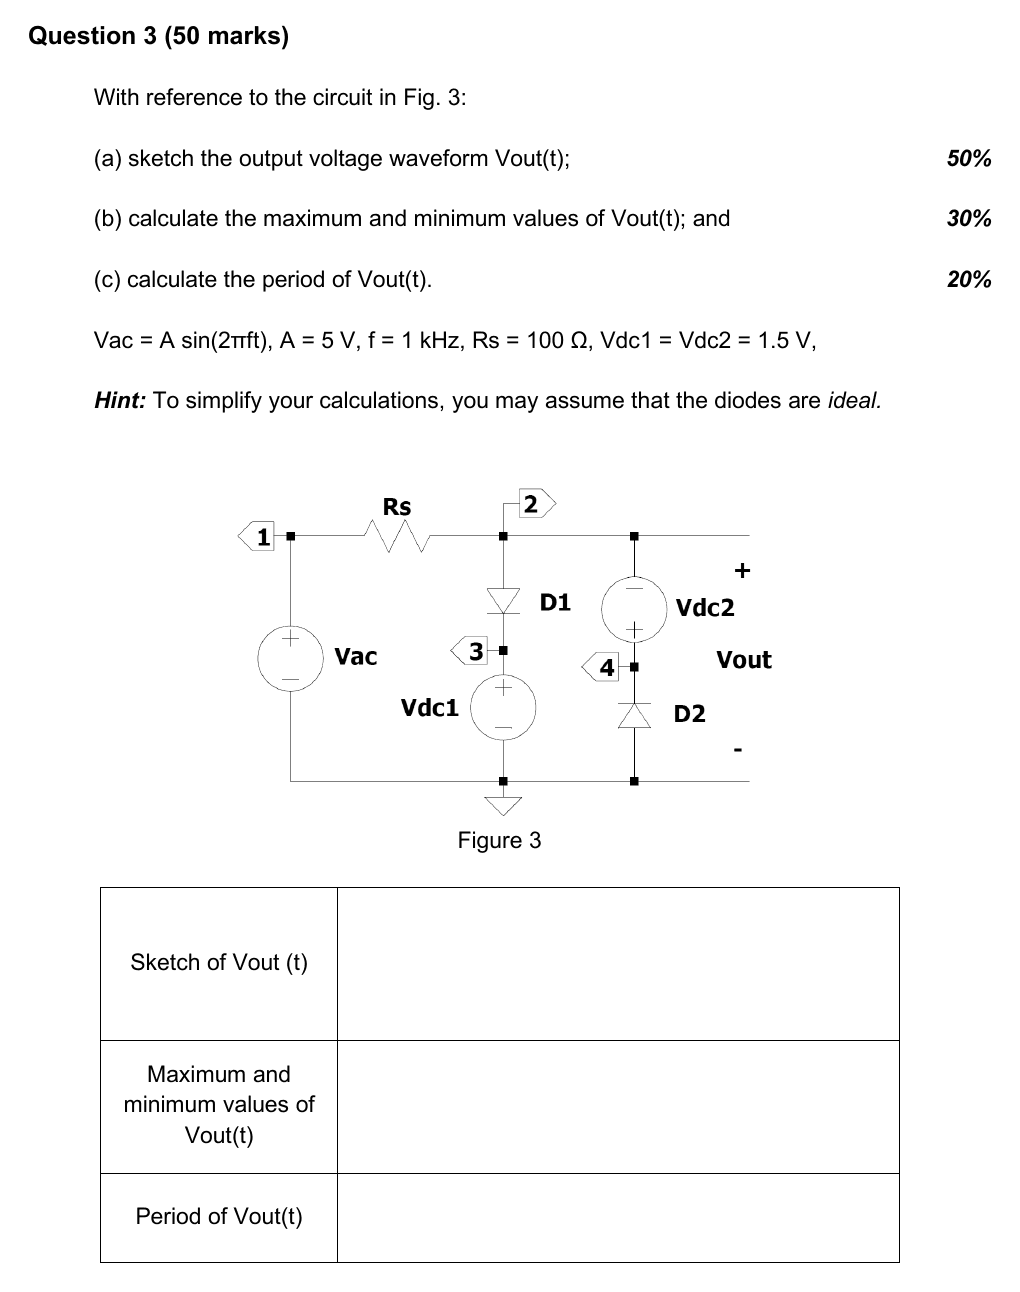 Question 3 (50 marks)
With reference to the circuit in Fig. 3:
(a) sketch the output voltage waveform Vout(t); 50%
(b) calculate the maximum and minimum values of Vout(t); and 30%
(c) calculate the period of Vout(t). 20%
Vac = A sin(2πft), A = 5 V, f = 1 kHz, Rs = 100 Ω, Vdc1 = Vdc2 = 1.5 V,
Hint: To simplify your calculations, you may assume that the diodes are ideal.
Rs
2
1
+
D1
Vdc2
3
Vac
4
Vout
Vdc1
D2
-
Figure 3
Sketch of Vout (t)
Maximum and
minimum values of
Vout(t)
Period of Vout(t)